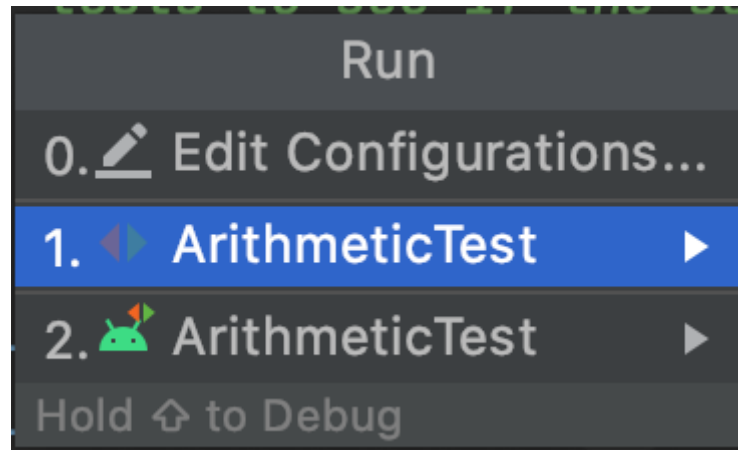 Run
0. Edit Configurations...
1. ArithmeticTest
2. ArithmeticTest
Hold ⇧ to Debug